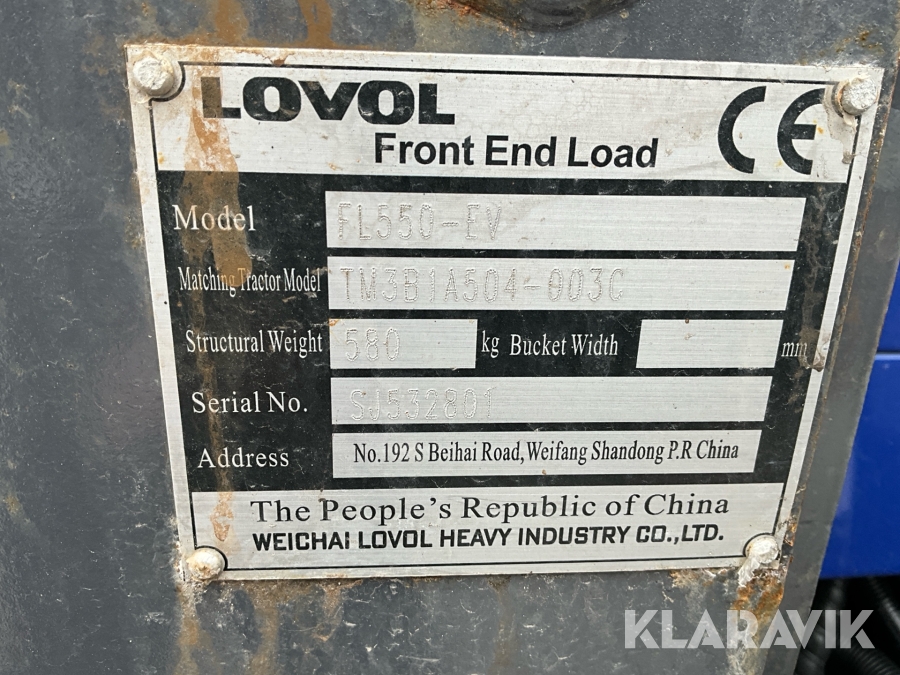 LOVOL
CE
Front End Load
Model FL550-EV
Matching Tractor Model TM3B1A504-003C
Structural Weight 580 kg Bucket Width mm
Serial No. SJ532801
Address No.192 S Beihai Road,Weifang Shandong P.R China
The People's Republic of China
WEICHAI LOVOL HEAVY INDUSTRY CO.,LTD.
KLARAVIK